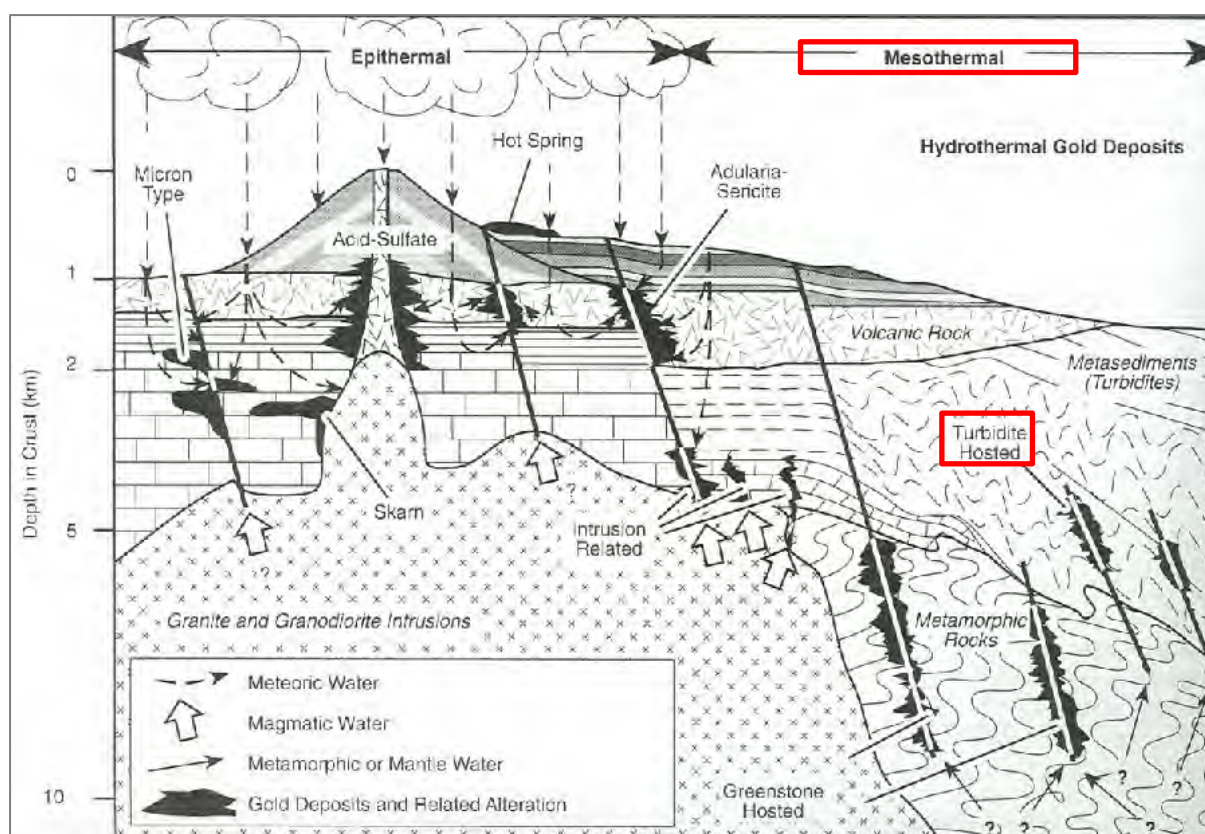 Epithermal
Mesothermal
Hydrothermal Gold Deposits
Hot Spring
Micron
Type
Adularia-
Sericite
0
Acid-Sulfate
1
Volcanic Rock
2
Metasediments
(Turbidites)
Turbidite
Hosted
Depth in Crust (km)
?
Skarn
5
Intrusion
Related
?
Granite and Granodiorite Intrusions
Metamorphic
Rocks
Meteoric Water
Magmatic Water
Metamorphic or Mantle Water
Gold Deposits and Related Alteration
10
Greenstone
Hosted
?
?
?
?
?
?
?